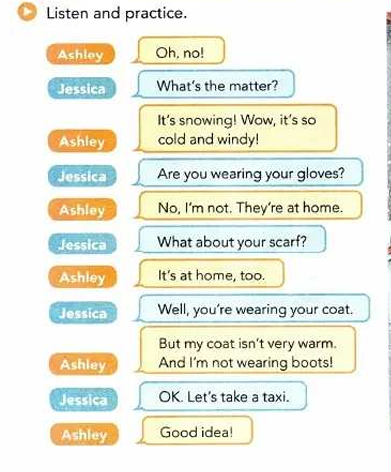 Listen and practice.
Ashley
Oh, no!
Jessica
What's the matter?
Ashley
It's snowing! Wow, it's so
cold and windy!
Jessica
Are you wearing your gloves?
Ashley
No, I'm not. They're at home.
Jessica
What about your scarf?
Ashley
It's at home, too.
Jessica
Well, you're wearing your coat.
Ashley
But my coat isn't very warm.
And I'm not wearing boots!
Jessica
OK. Let's take a taxi.
Ashley
Good idea!